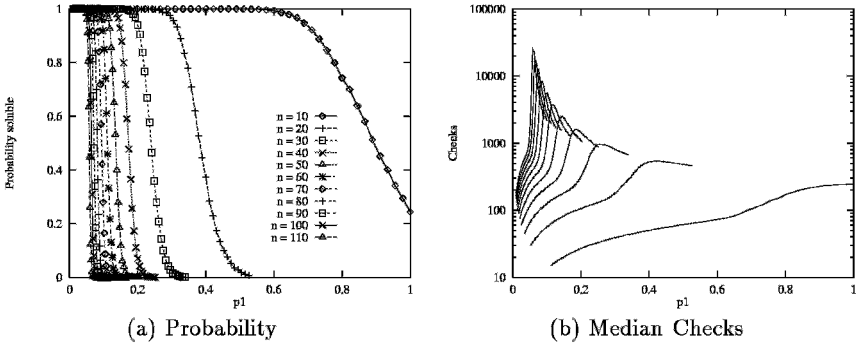 1
0.8
0.6
0.4
0.2
0
Probability soluble
n = 10
n = 20
n = 30
n = 40
n = 50
n = 60
n = 70
n = 80
n = 90
n = 100
n = 110
0 0.2 0.4 0.6 0.8 1
p1
(a) Probability
100000
10000
1000
100
10
Checks
0 0.2 0.4 0.6 0.8 1
p1
(b) Median Checks